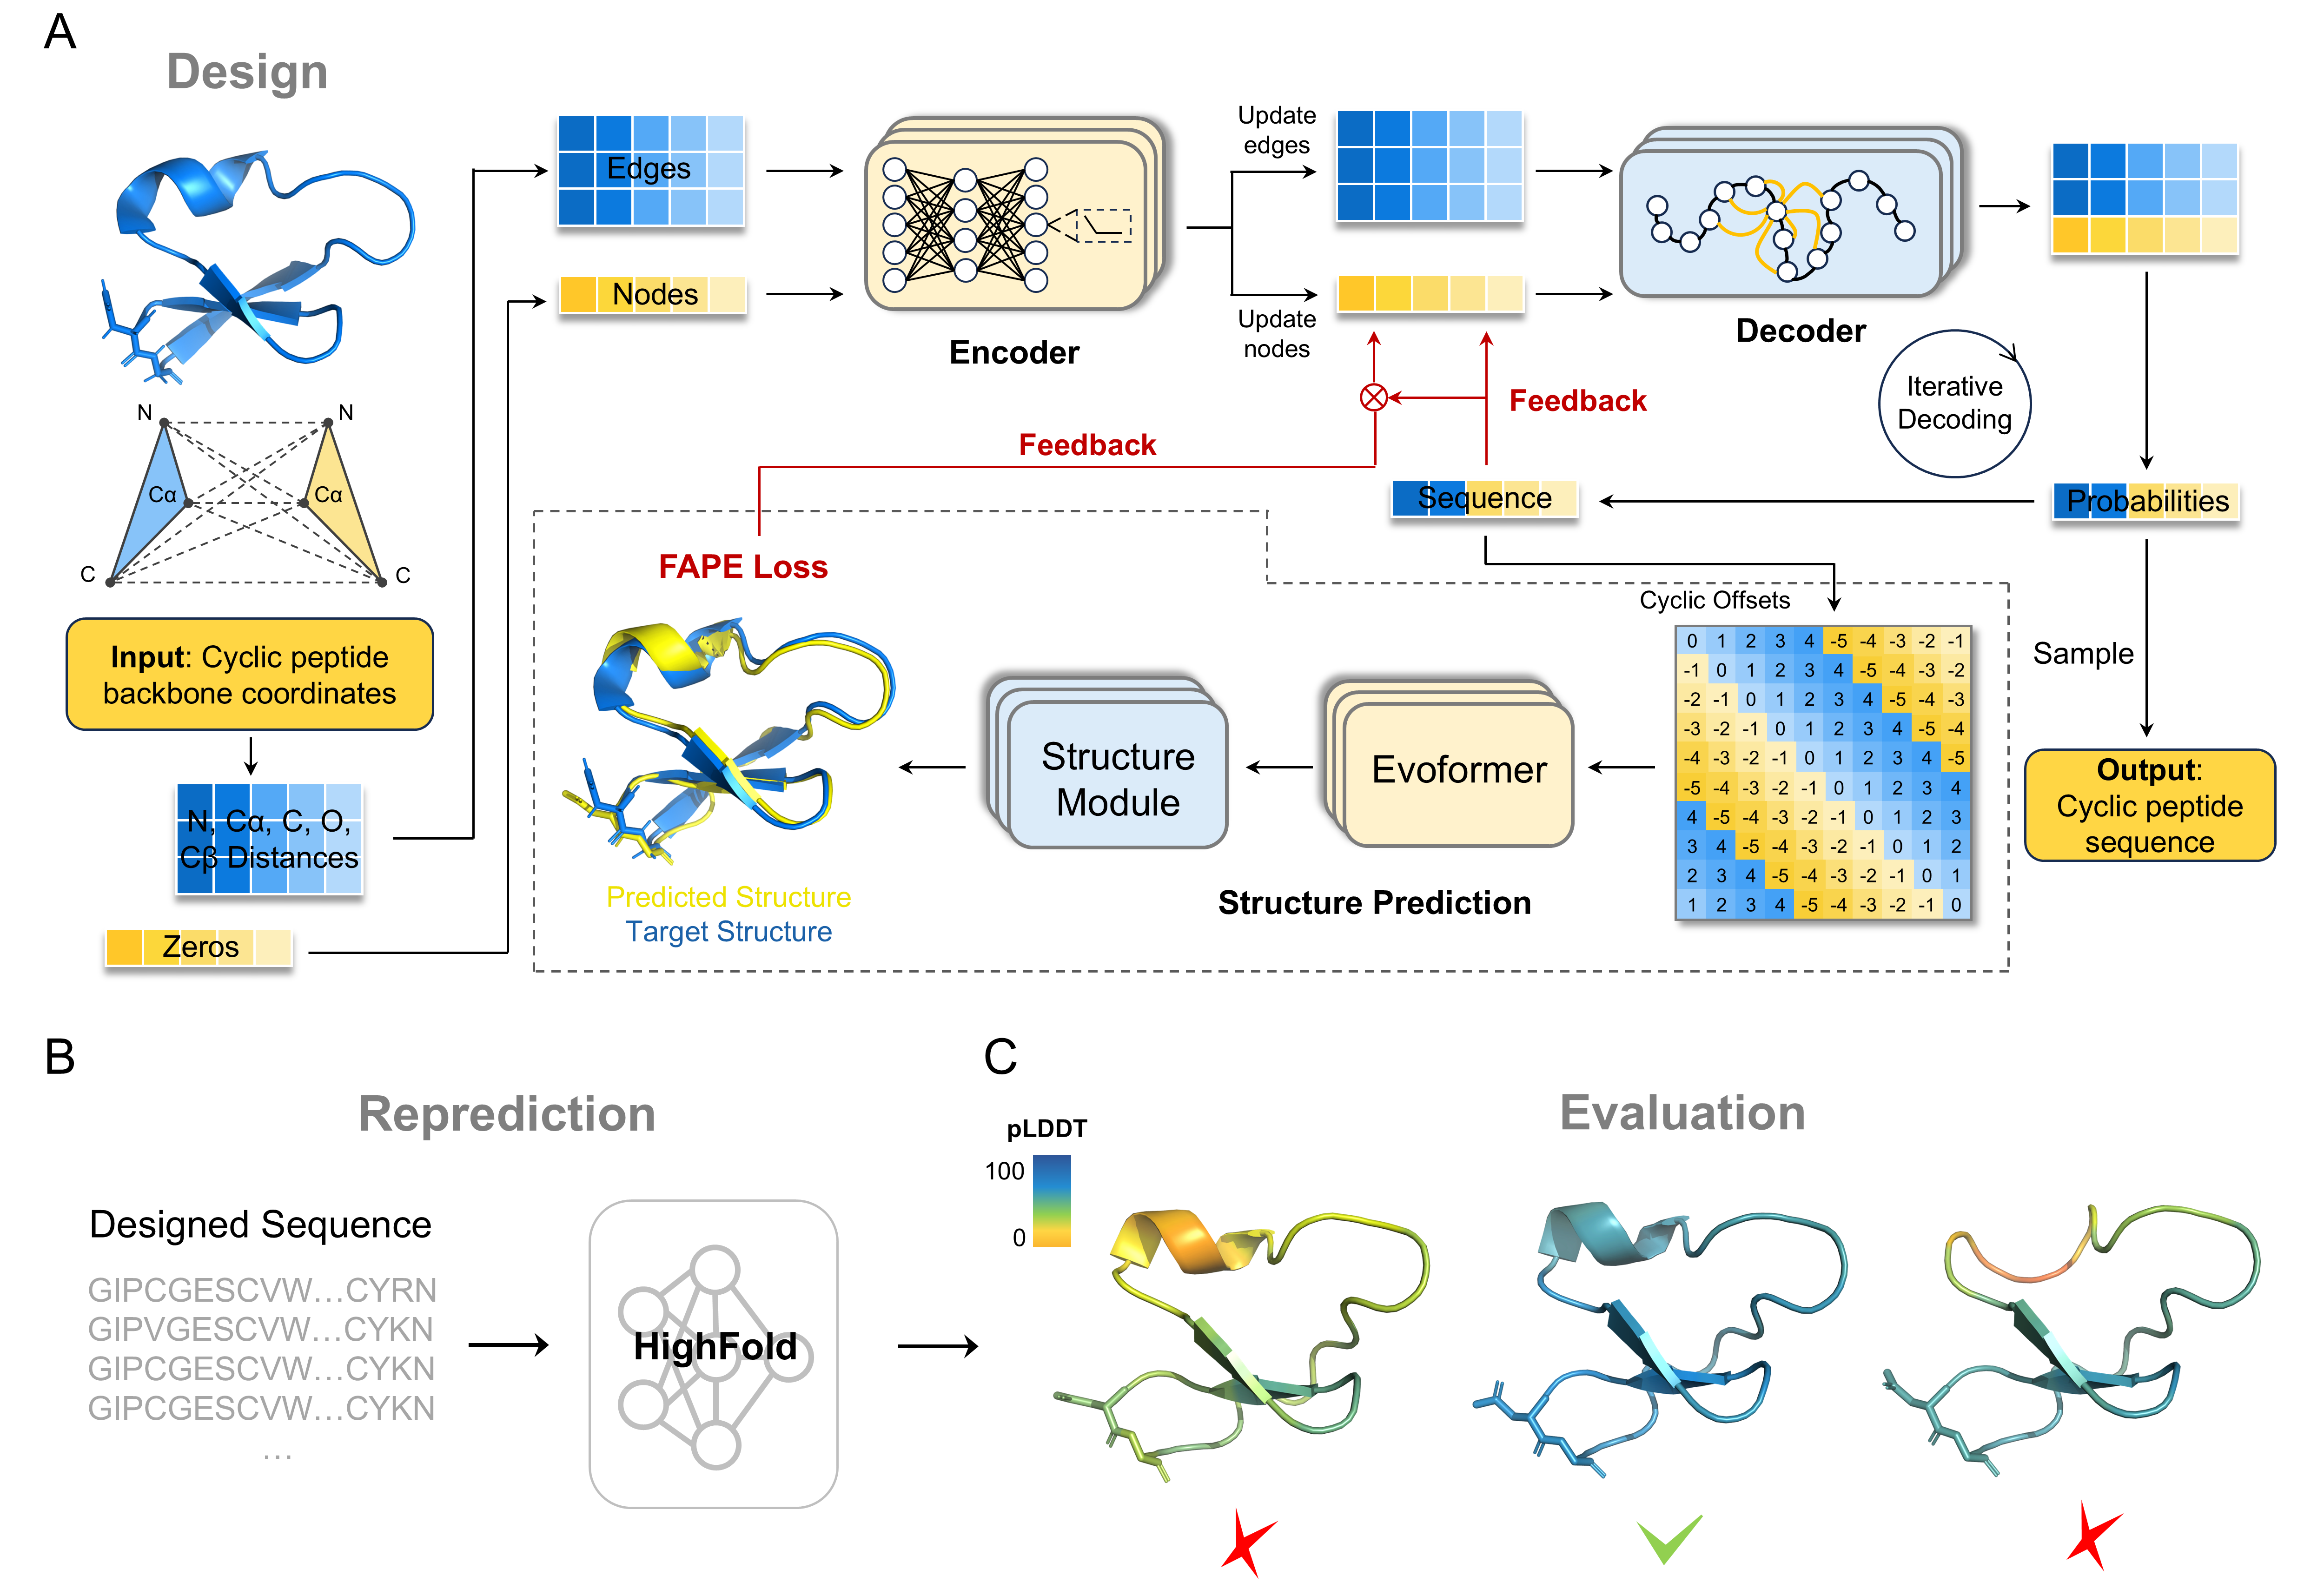 A
Design
N
N
Cα
Cα
C
C
Input: Cyclic peptide
backbone coordinates
N, Cα, C, O,
Cβ Distances
Zeros
Edges
Nodes
Encoder
Update
edges
Update
nodes
Decoder
Iterative
Decoding
Feedback
Feedback
Sequence
Probabilities
Sample
Output:
Cyclic peptide
sequence
FAPE Loss
Predicted Structure
Target Structure
Structure
Module
Evoformer
Structure Prediction
Cyclic Offsets
0 1 2 3 4 -5 -4 -3 -2 -1
-1 0 1 2 3 4 -5 -4 -3 -2
-2 -1 0 1 2 3 4 -5 -4 -3
-3 -2 -1 0 1 2 3 4 -5 -4
-4 -3 -2 -1 0 1 2 3 4 -5
-5 -4 -3 -2 -1 0 1 2 3 4
4 -5 -4 -3 -2 -1 0 1 2 3
3 4 -5 -4 -3 -2 -1 0 1 2
2 3 4 -5 -4 -3 -2 -1 0 1
1 2 3 4 -5 -4 -3 -2 -1 0
B
Reprediction
Designed Sequence
GIPCGESCVW...CYRN
GIPVGESCVW...CYKN
GIPCGESCVW...CYKN
GIPCGESCVW...CYKN
...
HighFold
C
Evaluation
pLDDT
100
0